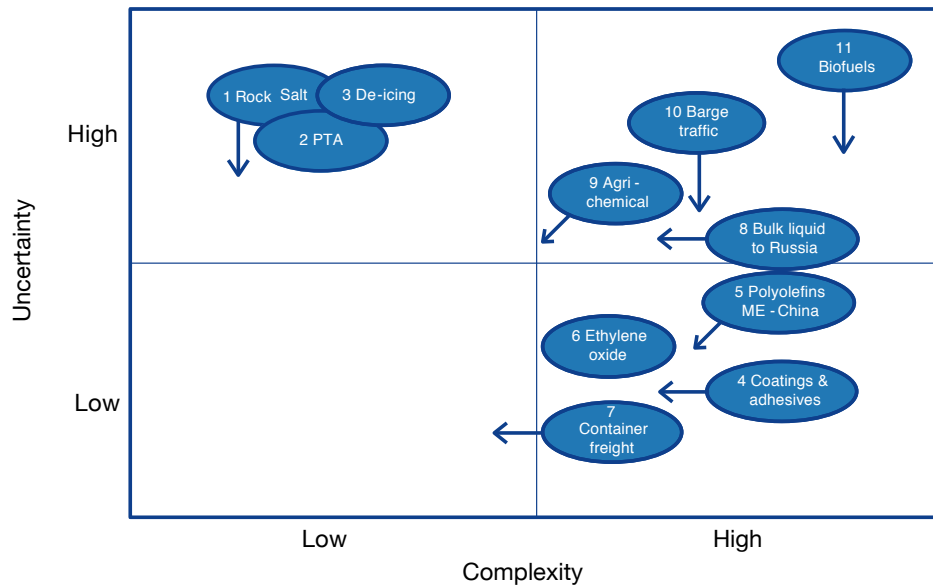 11
Biofuels
1 Rock Salt
3 De-icing
10 Barge
traffic
High
2 PTA
9 Agri -
chemical
8 Bulk liquid
to Russia
Uncertainty
5 Polyolefins
ME - China
6 Ethylene
oxide
4 Coatings &
adhesives
Low
7
Container
freight
Low
High
Complexity